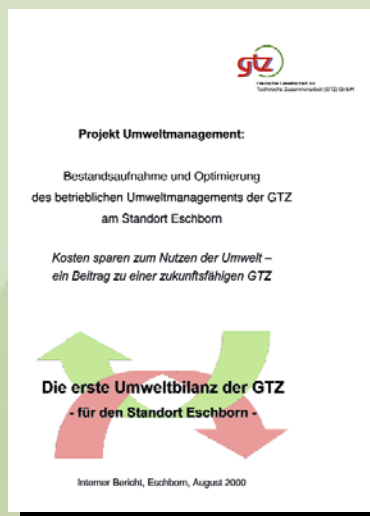 gtz
Deutsche Gesellschaft für
Technische Zusammenarbeit (GTZ) GmbH
Projekt Umweltmanagement:
Bestandsaufnahme und Optimierung
des betrieblichen Umweltmanagements der GTZ
am Standort Eschborn
Kosten sparen zum Nutzen der Umwelt –
ein Beitrag zu einer zukunftsfähigen GTZ
Die erste Umweltbilanz der GTZ
- für den Standort Eschborn -
Interner Bericht, Eschborn, August 2000